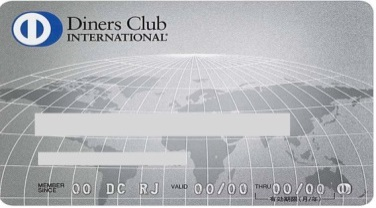 Diners Club
INTERNATIONAL®
MEMBER SINCE 00 DC RJ VALID 00/00 THRU 00/00
有効期限(月/年)